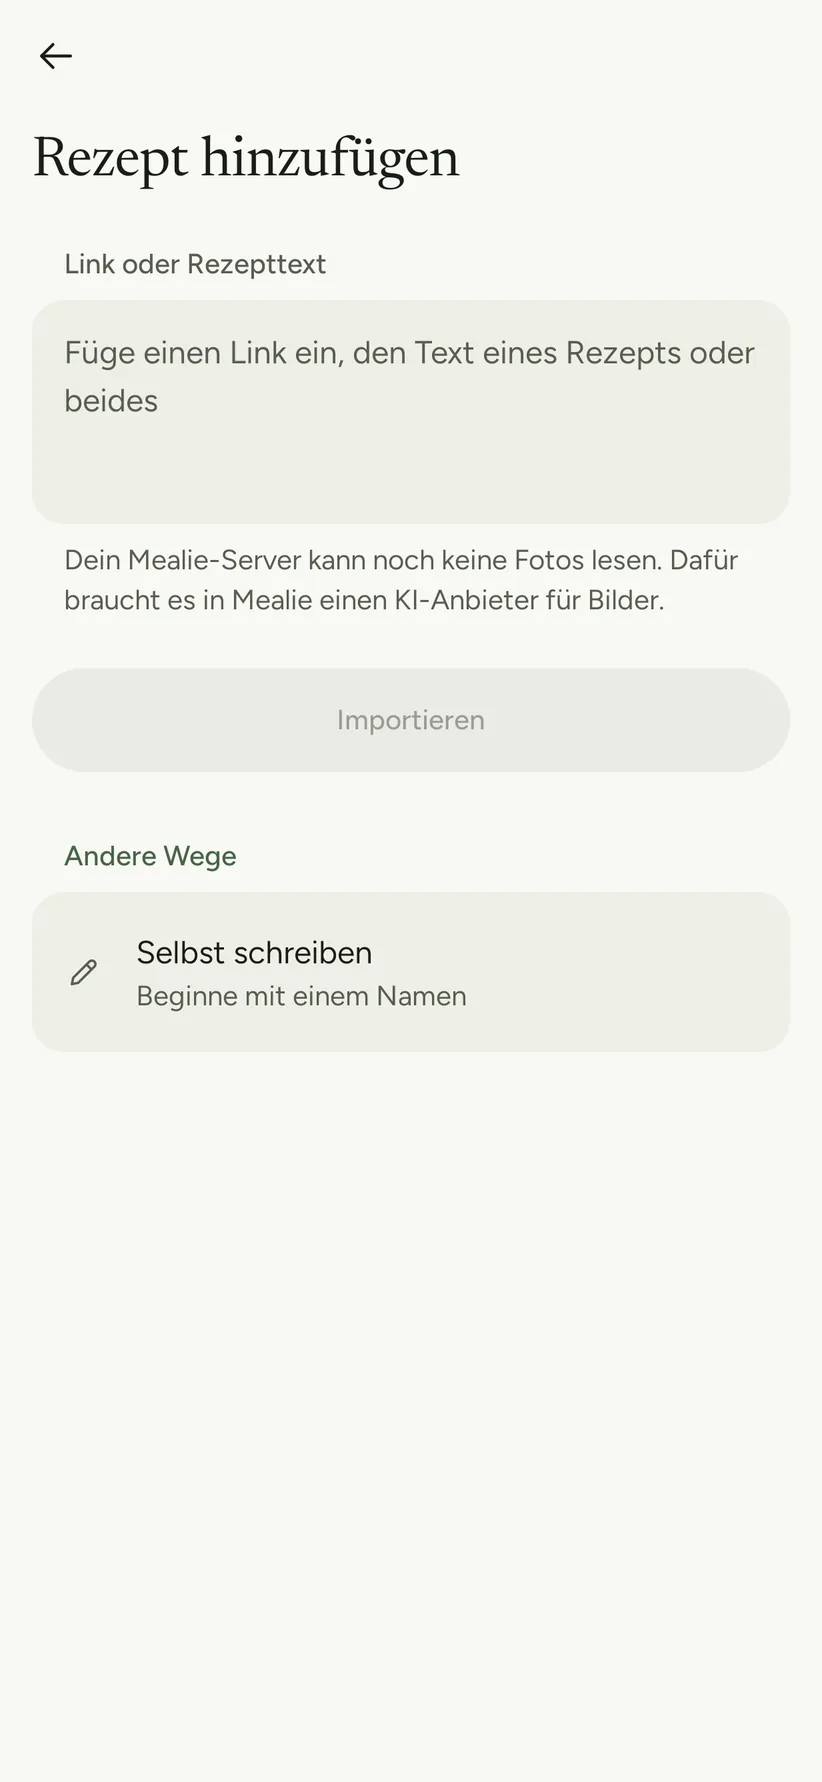 Rezept hinzufügen
Link oder Rezepttext
Füge einen Link ein, den Text eines Rezepts oder
beides
Dein Mealie-Server kann noch keine Fotos lesen. Dafür
braucht es in Mealie einen KI-Anbieter für Bilder.
Importieren
Andere Wege
Selbst schreiben
Beginne mit einem Namen